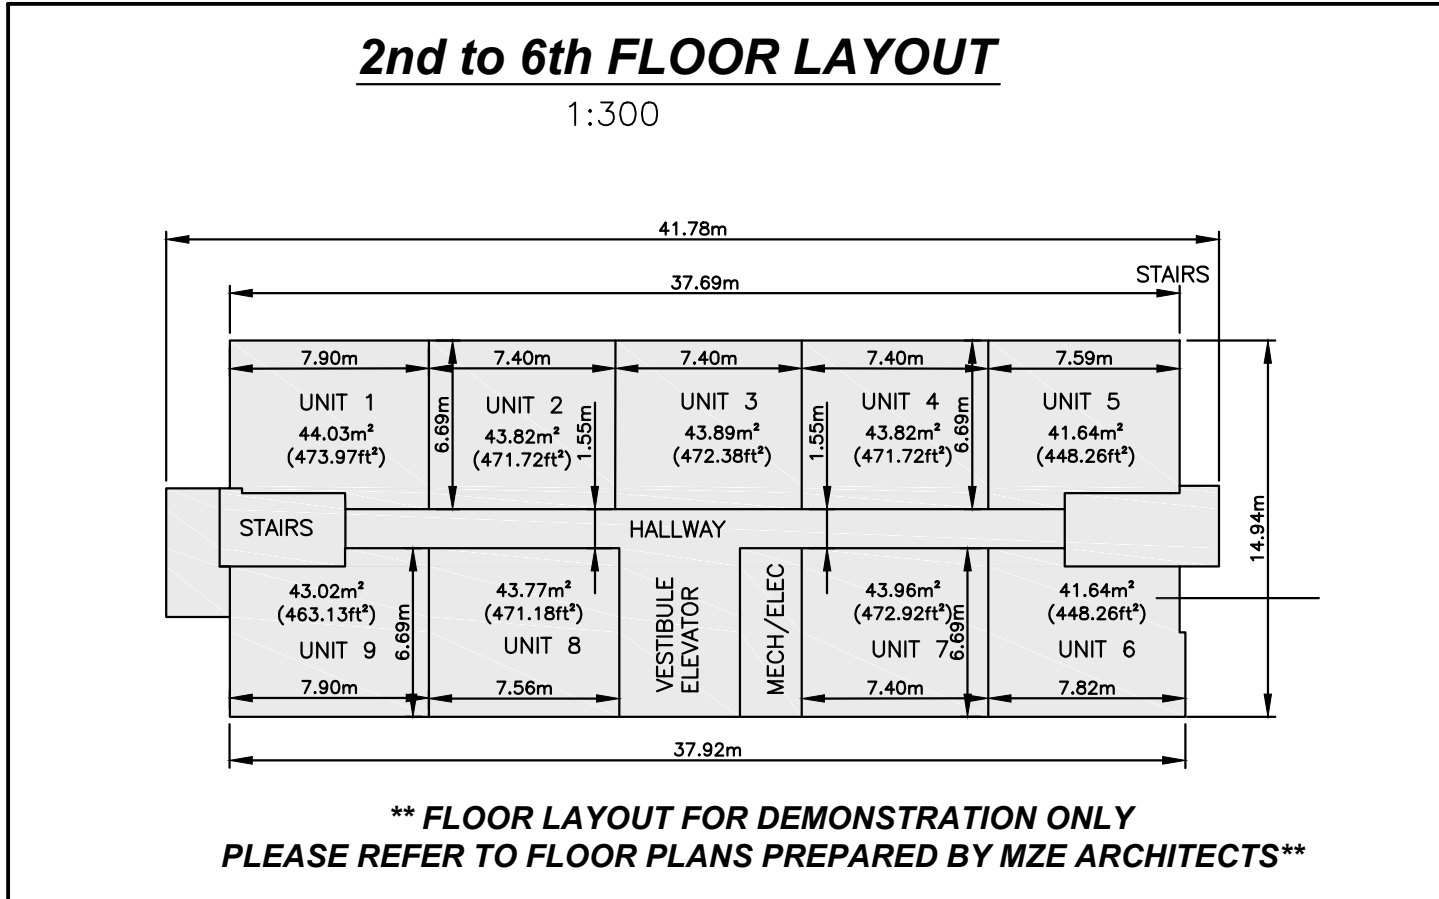 2nd to 6th FLOOR LAYOUT
1:300
41.78m
STAIRS
37.69m
7.90m
7.40m
7.40m
7.40m
7.59m
UNIT 1
44.03m²
(473.97ft²)
6.69m
UNIT 2
43.82m²
(471.72ft²)
1.55m
UNIT 3
43.89m²
(472.38ft²)
1.55m
UNIT 4
43.82m²
(471.72ft²)
6.69m
UNIT 5
41.64m²
(448.26ft²)
14.94m
STAIRS
HALLWAY
43.02m²
(463.13ft²)
UNIT 9
6.69m
43.77m²
(471.18ft²)
UNIT 8
VESTIBULE
ELEVATOR
MECH/ELEC
43.96m²
(472.92ft²)
UNIT 7
6.69m
41.64m²
(448.26ft²)
UNIT 6
7.90m
7.56m
7.40m
7.82m
37.92m
** FLOOR LAYOUT FOR DEMONSTRATION ONLY
PLEASE REFER TO FLOOR PLANS PREPARED BY MZE ARCHITECTS**